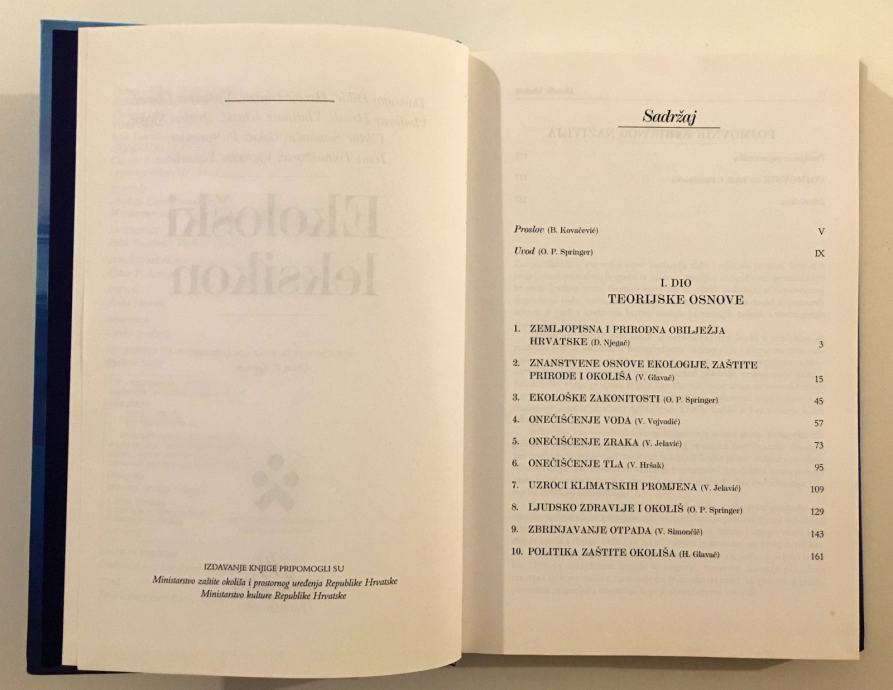 IZDAVANJE KNJIGE PRIPOMOGLI SU
Ministarstvo zaštite okoliša i prostornog uređenja Republike Hrvatske
Ministarstvo kulture Republike Hrvatske
Sadržaj
Proslov (B. Kovačević) V
Uvod (O. P. Springer) IX
I. DIO
TEORIJSKE OSNOVE
1. ZEMLJOPISNA I PRIRODNA OBILJEŽJA
HRVATSKE (D. Njegač) 3
2. ZNANSTVENE OSNOVE EKOLOGIJE, ZAŠTITE
PRIRODE I OKOLIŠA (V. Glavač) 15
3. EKOLOŠKE ZAKONITOSTI (O. P. Springer) 45
4. ONEČIŠĆENJE VODA (V. Vojvodić) 57
5. ONEČIŠĆENJE ZRAKA (V. Jelavić) 73
6. ONEČIŠĆENJE TLA (V. Hršak) 95
7. UZROCI KLIMATSKIH PROMJENA (V. Jelavić) 109
8. LJUDSKO ZDRAVLJE I OKOLIŠ (O. P. Springer) 129
9. ZBRINJAVANJE OTPADA (V. Simončič) 143
10. POLITIKA ZAŠTITE OKOLIŠA (H. Glavač) 161
Ekološki
leksikon